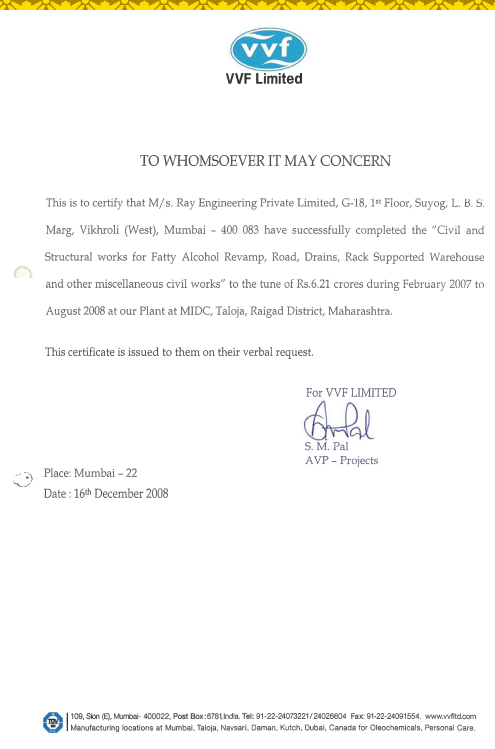 vvf
VVF Limited
TO WHOMSOEVER IT MAY CONCERN
This is to certify that M/s. Ray Engineering Private Limited, G-18, 1st Floor, Suyog, L. B. S.
Marg, Vikhroli (West), Mumbai – 400 083 have successfully completed the "Civil and
Structural works for Fatty Alcohol Revamp, Road, Drains, Rack Supported Warehouse
and other miscellaneous civil works" to the tune of Rs.6.21 crores during February 2007 to
August 2008 at our Plant at MIDC, Taloja, Raigad District, Maharashtra.
This certificate is issued to them on their verbal request.
For VVF LIMITED
S. M. Pal
AVP – Projects
Place: Mumbai – 22
Date : 16th December 2008
109, Sion (E), Mumbai- 400022, Post Box:6781,India. Tel: 91-22-24073221/24026604 Fax: 91-22-24091554. www.vvfltd.com
Manufacturing locations at Mumbai, Taloja, Navsari, Daman, Kutch, Dubai, Canada for Oleochemicals, Personal Care.